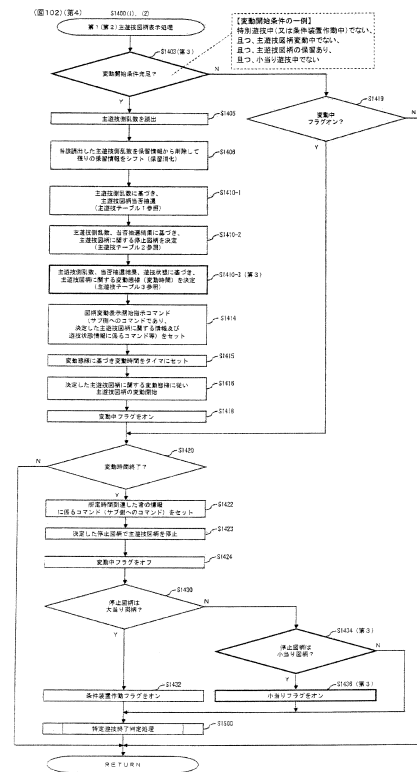 (図102)(第4)
S1400(1)、(2)
第1(第2)主遊技図柄表示処理
【変動開始条件の一例】
特別遊技中(又は条件装置作動中)でない、
且つ、主遊技図柄変動中でない、
且つ、主遊技図柄の保留あり、
且つ、小当り遊技中でない
S1403(第3)
変動開始条件充足?
N
Y
S1405
主遊技側乱数を読出
S1419
変動中
フラグオン?
N
Y
S1406
当該読出した主遊技側乱数を保留情報から削除して
残りの保留情報をシフト(保留消化)
S1410-1
主遊技側乱数に基づき、
主遊技図柄当否抽選
(主遊技テーブル1参照)
S1410-2
主遊技側乱数、当否抽選結果に基づき、
主遊技図柄に関する停止図柄を決定
(主遊技テーブル2参照)
S1410-3(第3)
主遊技側乱数、当否抽選結果、遊技状態に基づき、
主遊技図柄に関する変動態様(変動時間)を決定
(主遊技テーブル3参照)
S1414
図柄変動表示開始指示コマンド
(サブ側へのコマンドであり、
決定した主遊技図柄に関する情報及び
遊技状態情報に係るコマンド等)をセット
S1415
変動態様に基づき変動時間をタイマにセット
S1416
決定した主遊技図柄に関する変動態様に従い
主遊技図柄の変動開始
S1418
変動中フラグをオン
S1420
変動時間終了?
N
Y
S1422
所定時間到達した旨の情報
に係るコマンド(サブ側へのコマンド)をセット
S1423
決定した停止図柄で主遊技図柄を停止
S1424
変動中フラグをオフ
S1430
停止図柄は
大当り図柄?
N
Y
S1434(第3)
停止図柄は
小当り図柄?
N
Y
S1432
条件装置作動フラグをオン
S1436(第3)
小当りフラグをオン
S1500
特定遊技終了判定処理
RETURN